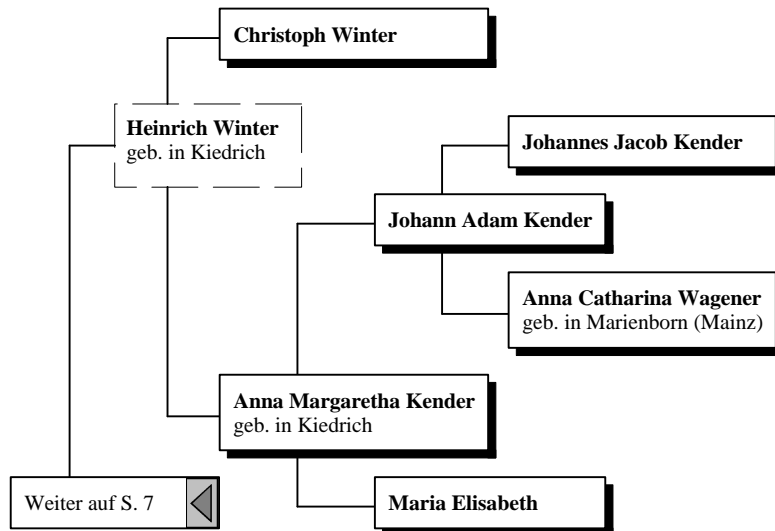 Christoph Winter
Heinrich Winter
geb. in Kiedrich
Johannes Jacob Kender
Johann Adam Kender
Anna Catharina Wagener
geb. in Marienborn (Mainz)
Anna Margaretha Kender
geb. in Kiedrich
Weiter auf S. 7
Maria Elisabeth